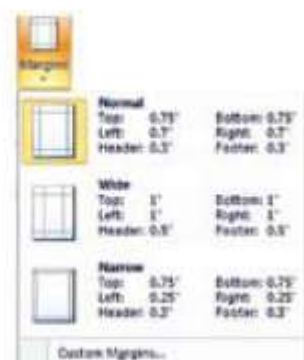 Margins
Normal
Top: 0.75" Bottom: 0.75"
Left: 0.7" Right: 0.7"
Header: 0.3" Footer: 0.3"
Wide
Top: 1" Bottom: 1"
Left: 1" Right: 1"
Header: 0.5" Footer: 0.5"
Narrow
Top: 0.75" Bottom: 0.75"
Left: 0.25" Right: 0.25"
Header: 0.3" Footer: 0.3"
Custom Margins...